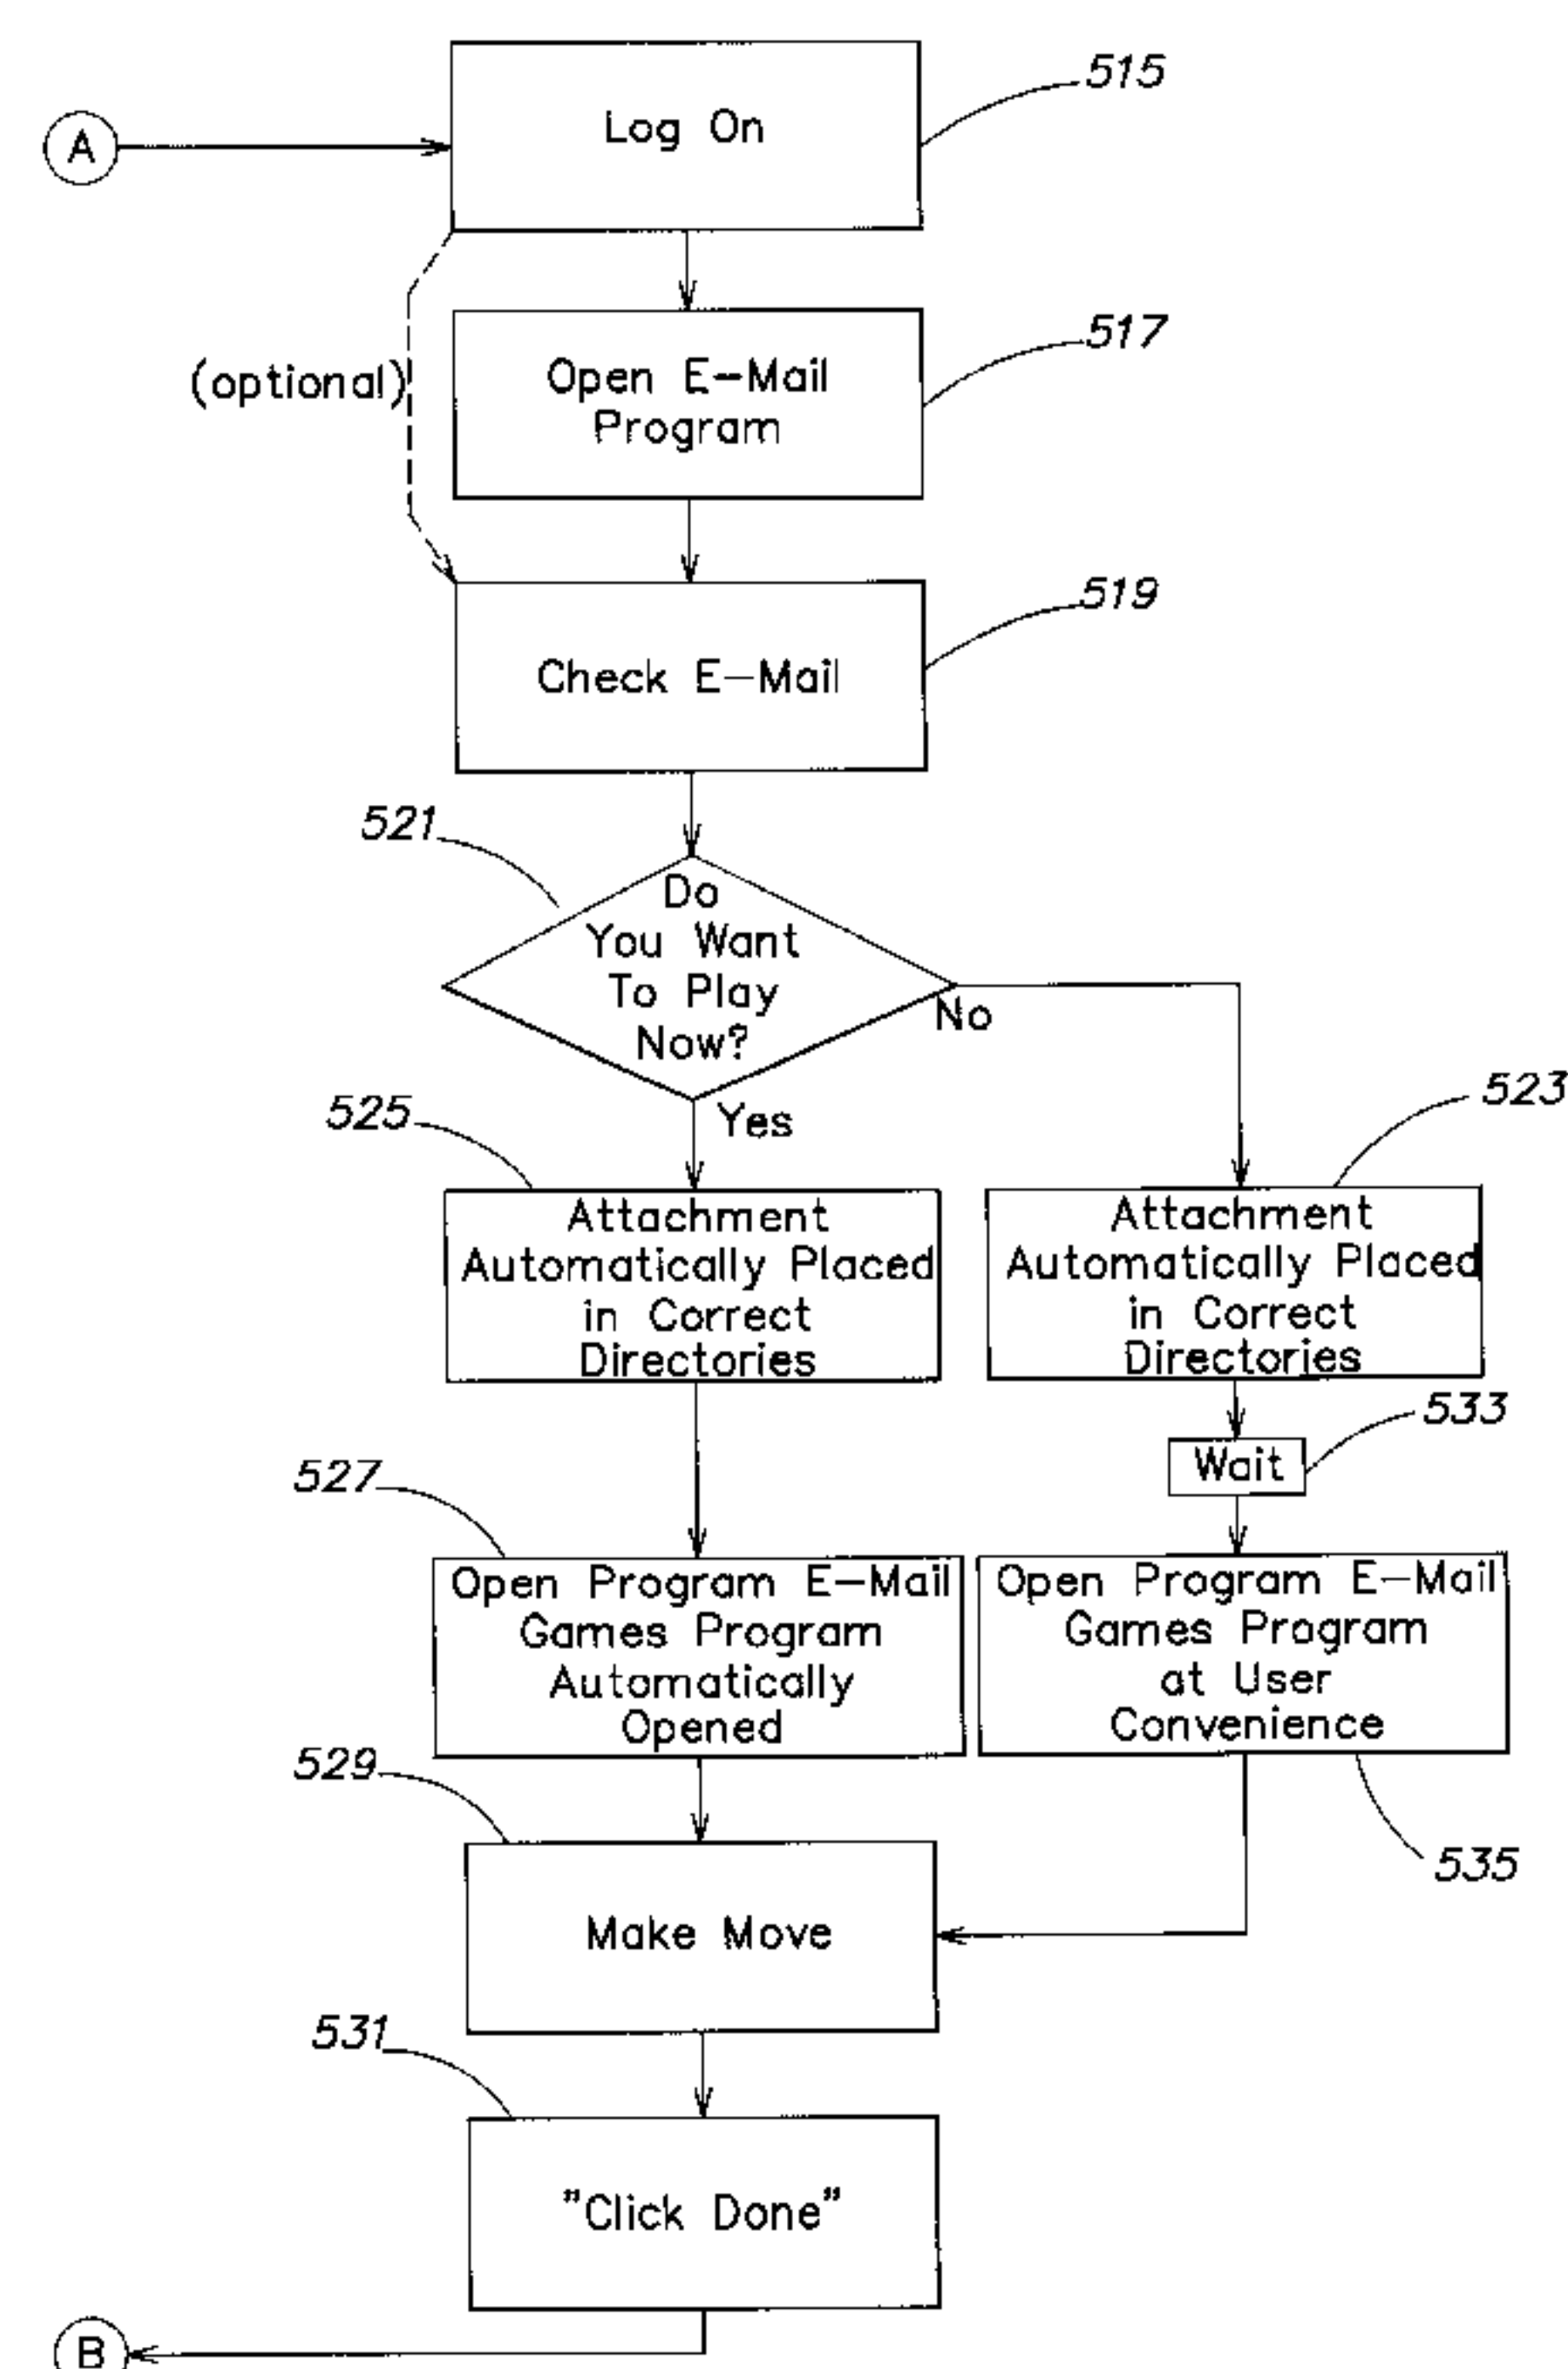 515
A
Log On
517
(optional)
Open E-Mail
Program
519
Check E-Mail
521
Do
You Want
To Play
Now?
No
Yes
525
523
Attachment
Automatically Placed
in Correct
Directories
Attachment
Automatically Placed
in Correct
Directories
533
Wait
527
Open Program E-Mail
Games Program
Automatically
Opened
Open Program E-Mail
Games Program
at User
Convenience
529
535
Make Move
531
"Click Done"
B